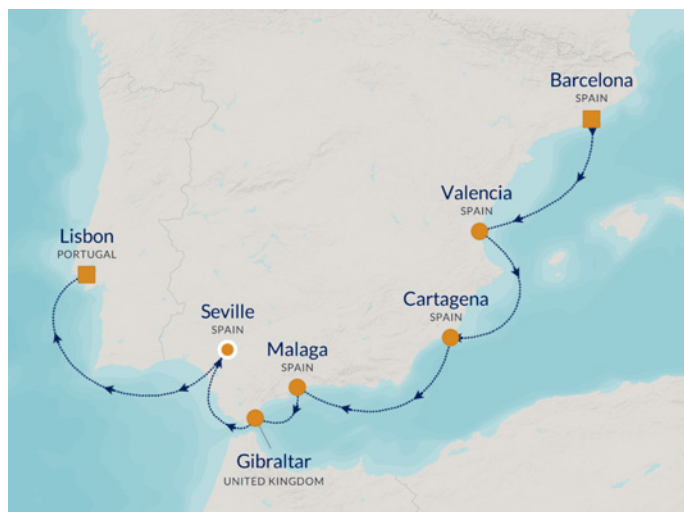 Barcelona
SPAIN
Valencia
SPAIN
Lisbon
PORTUGAL
Cartagena
SPAIN
Seville
SPAIN
Malaga
SPAIN
Gibraltar
UNITED KINGDOM